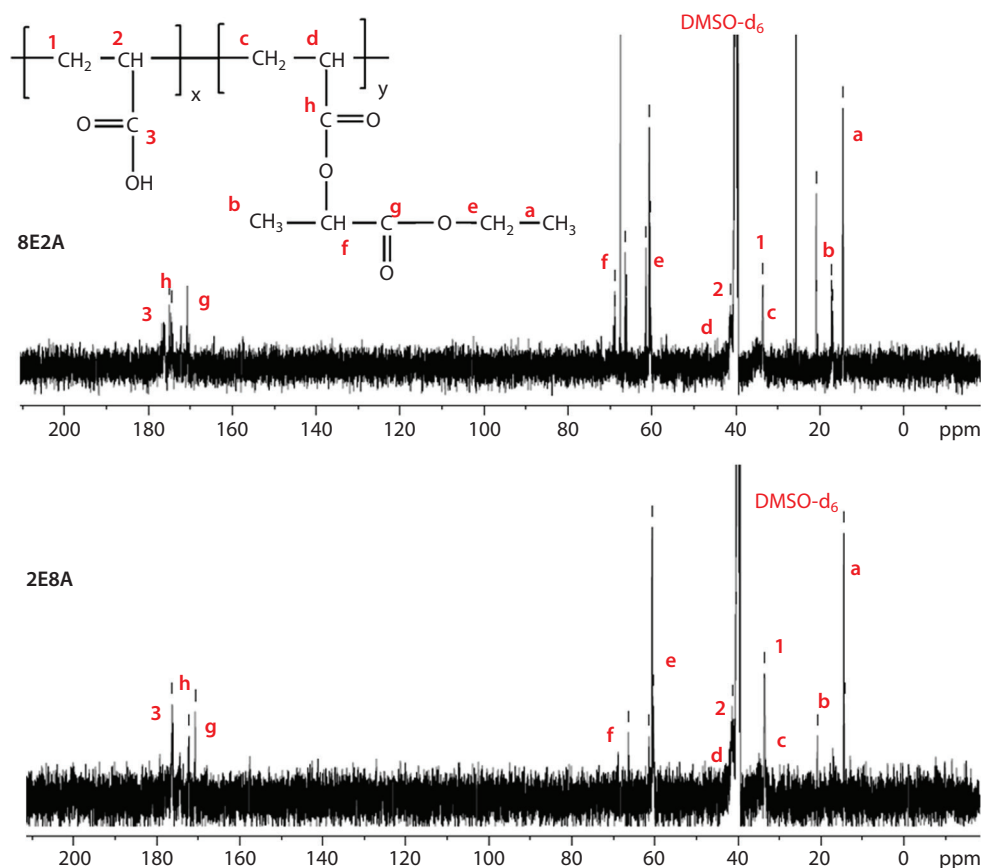 DMSO-d6
1 2 c d
CH2 CH CH2 CH
x y
h
O C 3 C O
OH O
b g e a
CH3 CH C O CH2 CH3
f O
8E2A
3 h g f e d 2 1 c b a
200 180 160 140 120 100 80 60 40 20 0 ppm
DMSO-d6
2E8A
3 h g f e d 2 1 c b a
200 180 160 140 120 100 80 60 40 20 0 ppm